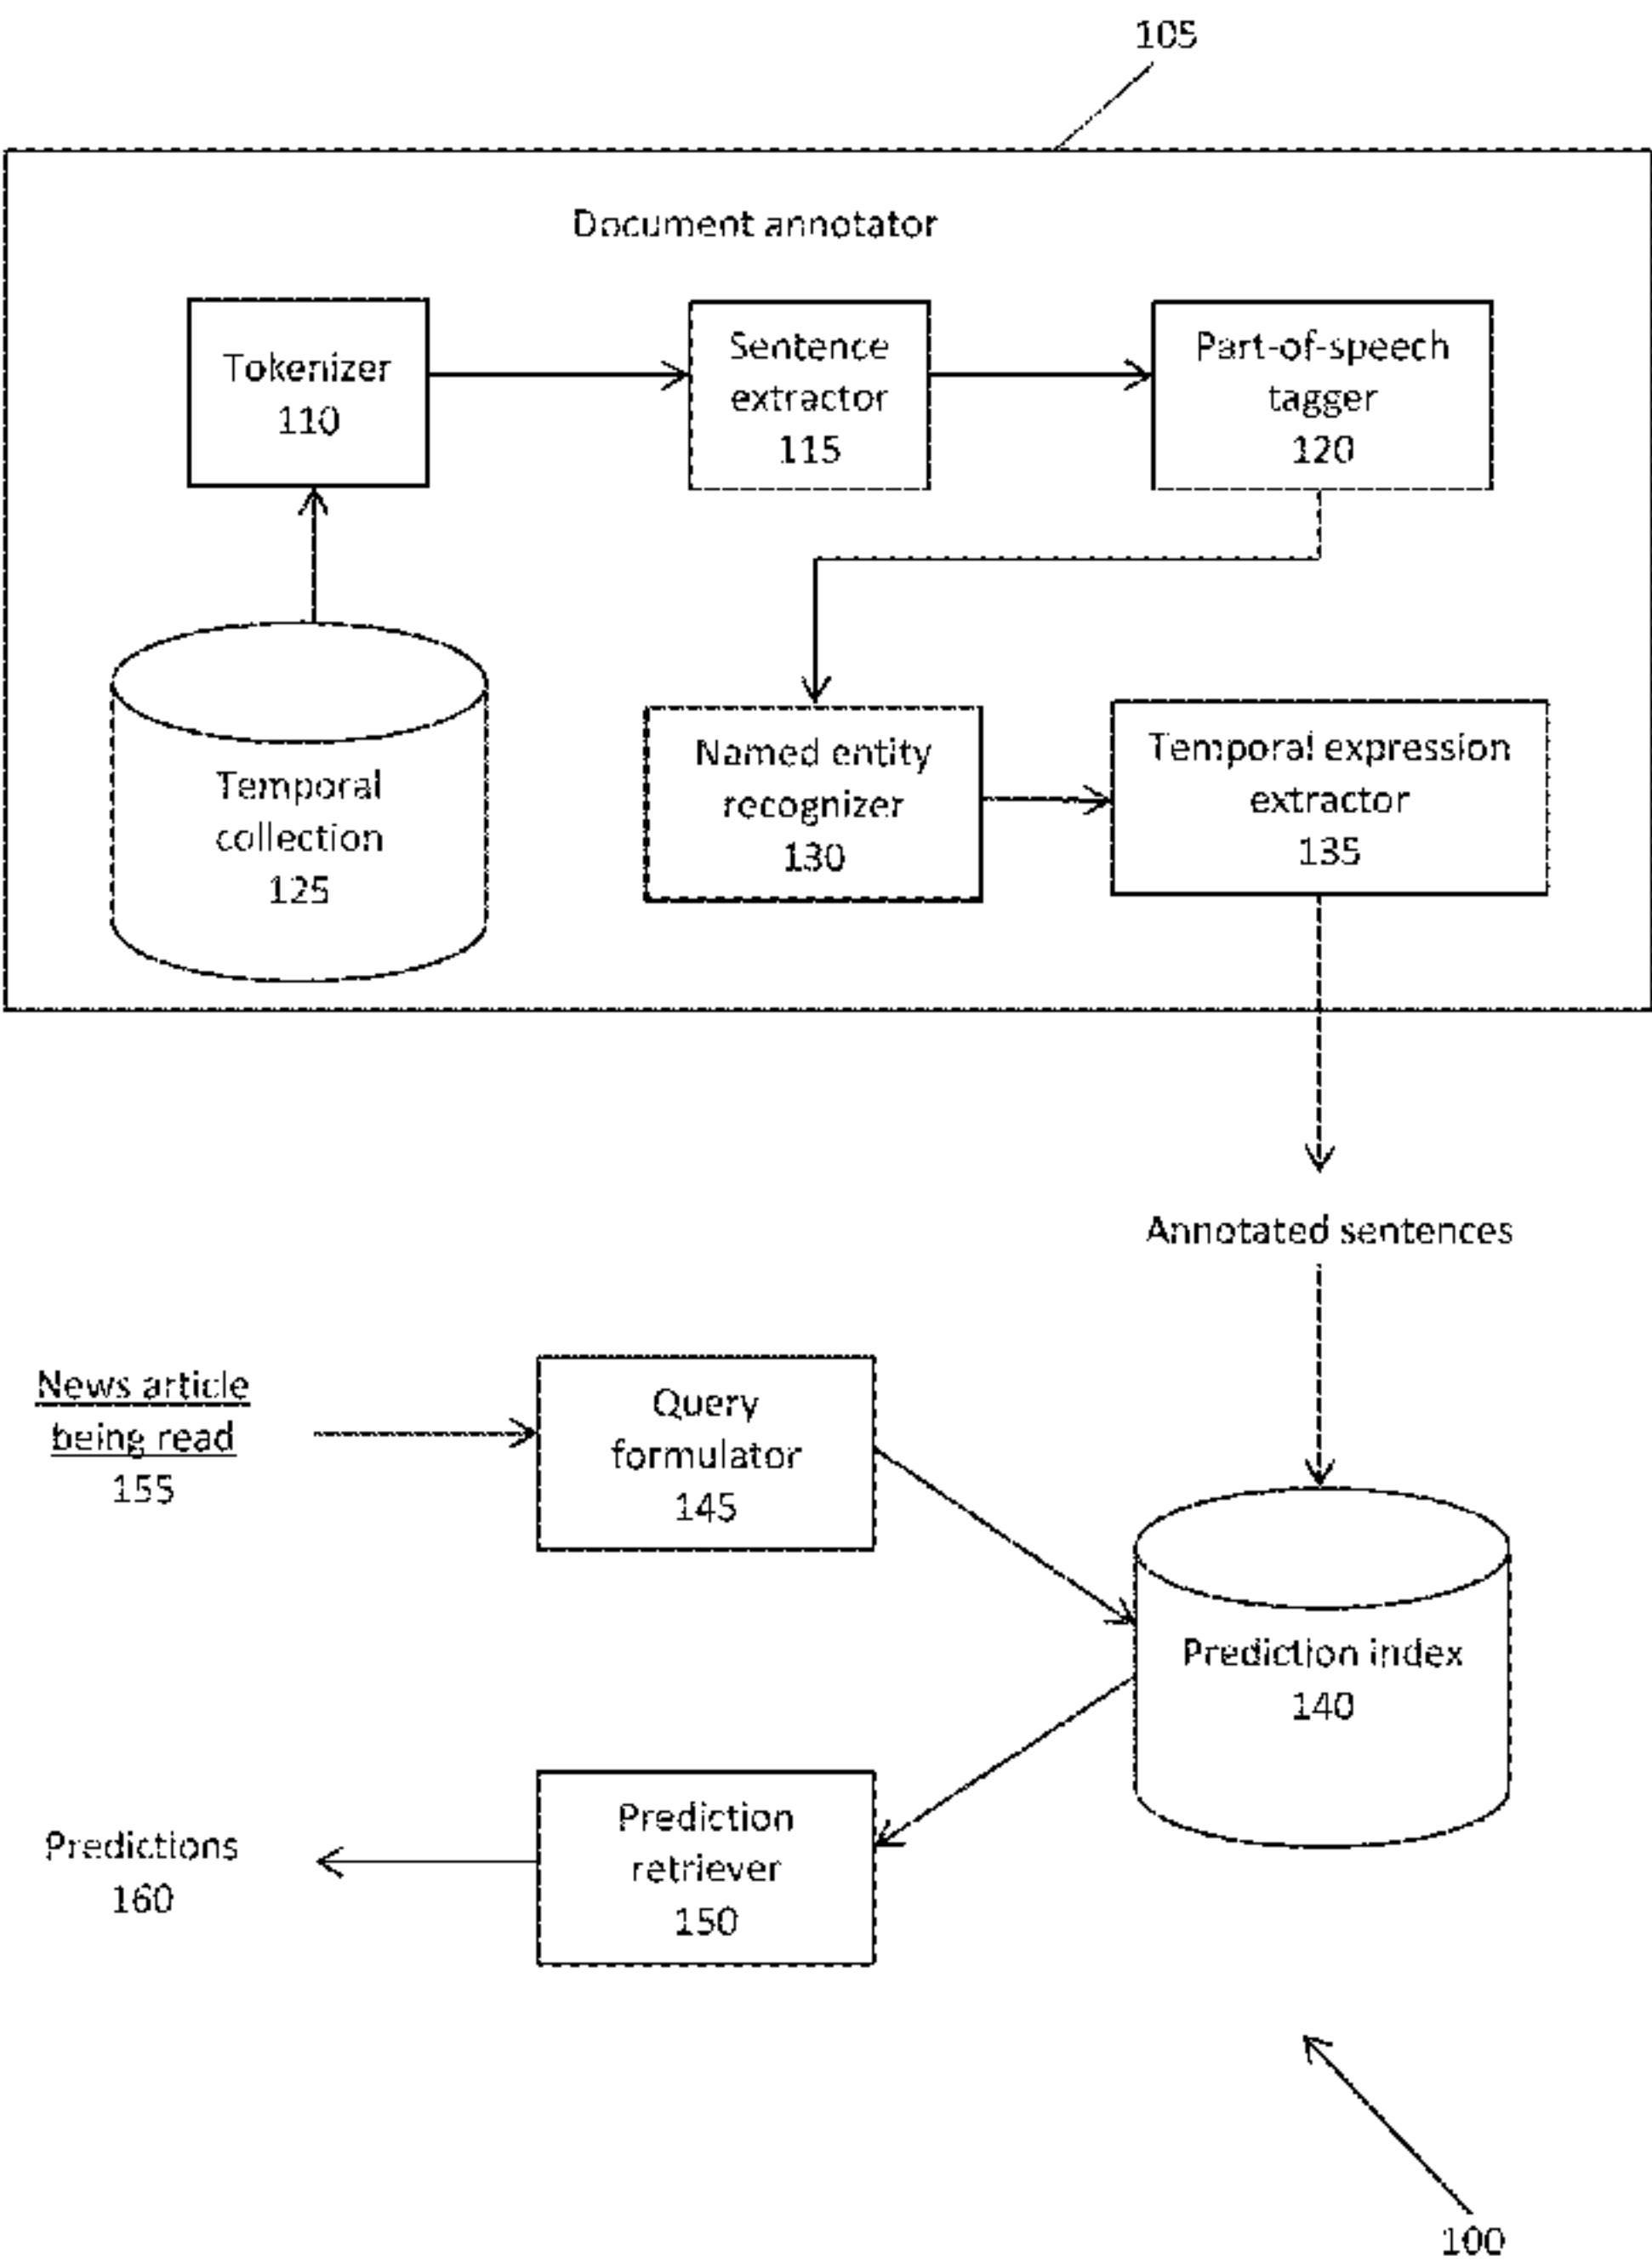 105
Document annotator
Tokenizer
110
Sentence
extractor
115
Part-of-speech
tagger
120
Temporal
collection
125
Named entity
recognizer
130
Temporal expression
extractor
135
Annotated sentences
News article
being read
155
Query
formulator
145
Prediction index
140
Prediction
retriever
150
Predictions
160
100